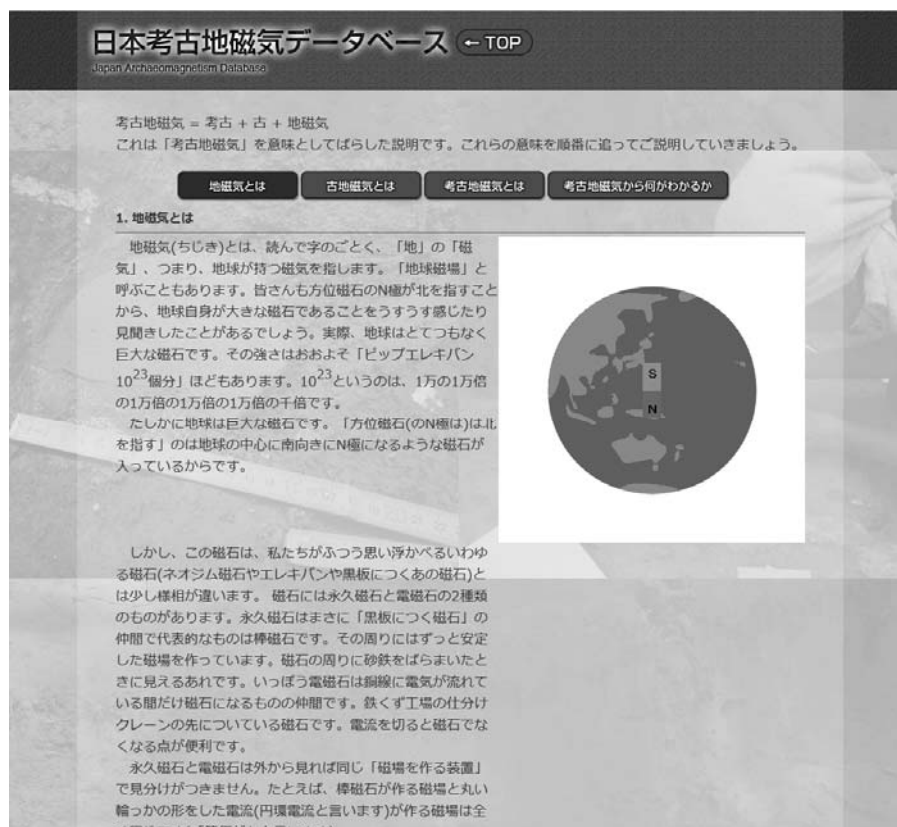 日本考古地磁気データベース ←TOP
Japan Archaeomagnetism Database
考古地磁気 = 考古 + 古 + 地磁気
これは「考古地磁気」を意味としてばらした説明です。これらの意味を順番に追ってご説明していきましょう。
地磁気とは 古地磁気とは 考古地磁気とは 考古地磁気から何がわかるか
1. 地磁気とは
地磁気(ちじき)とは、読んで字のごとく、「地」の「磁
気」、つまり、地球が持つ磁気を指します。「地球磁場」と
呼ぶこともあります。皆さんも方位磁石のN極が北を指すこと
から、地球自身が大きな磁石であることをうすうす感じたり
見聞きしたことがあるでしょう。実際、地球はとてつもなく
巨大な磁石です。その強さはおおよそ「ピップエレキバン
10²³個分」ほどもあります。10²³というのは、1万の1万倍
の1万倍の1万倍の1万倍の千倍です。
たしかに地球は巨大な磁石です。「方位磁石(のN極は)は北
を指す」のは地球の中心に南向きにN極になるような磁石が
入っているからです。
S
N
しかし、この磁石は、私たちがふつう思い浮かべるいわゆ
る磁石(ネオジム磁石やエレキバンや黒板につくあの磁石)と
は少し様相が違います。 磁石には永久磁石と電磁石の2種類
のものがあります。永久磁石はまさに「黒板につく磁石」の
仲間で代表的なものは棒磁石です。その周りにはずっと安定
した磁場を作っています。磁石の周りに砂鉄をばらまいたと
きに見えるあれです。いっぽう電磁石は銅線に電気が流れて
いる間だけ磁石になるものの仲間です。鉄くず工場の仕分け
クレーンの先についている磁石です。電流を切ると磁石でな
くなる点が便利です。
永久磁石と電磁石は外から見れば同じ「磁場を作る装置」
で見分けがつきません。たとえば、棒磁石が作る磁場と丸い
輪っかの形をした電流(円環電流と言います)が作る磁場は全